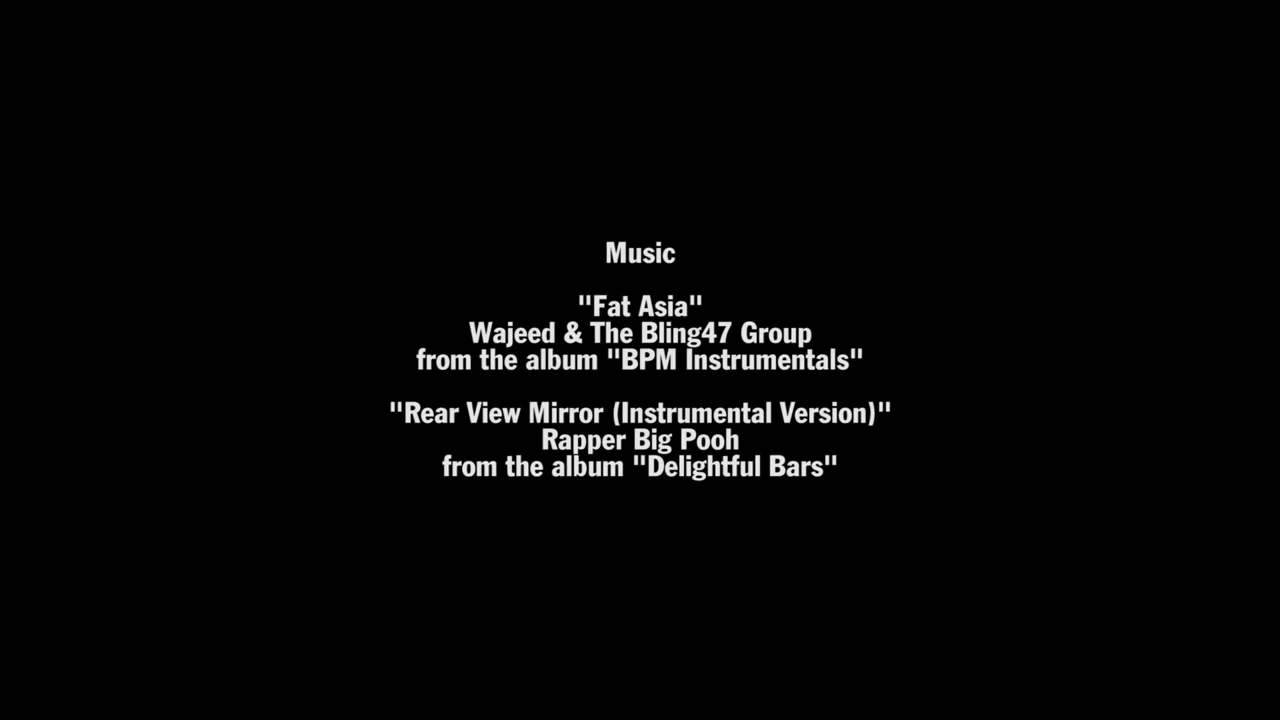 Music
"Fat Asia"
Wajeed & The Bling47 Group
from the album "BPM Instrumentals"
"Rear View Mirror (Instrumental Version)"
Rapper Big Pooh
from the album "Delightful Bars"